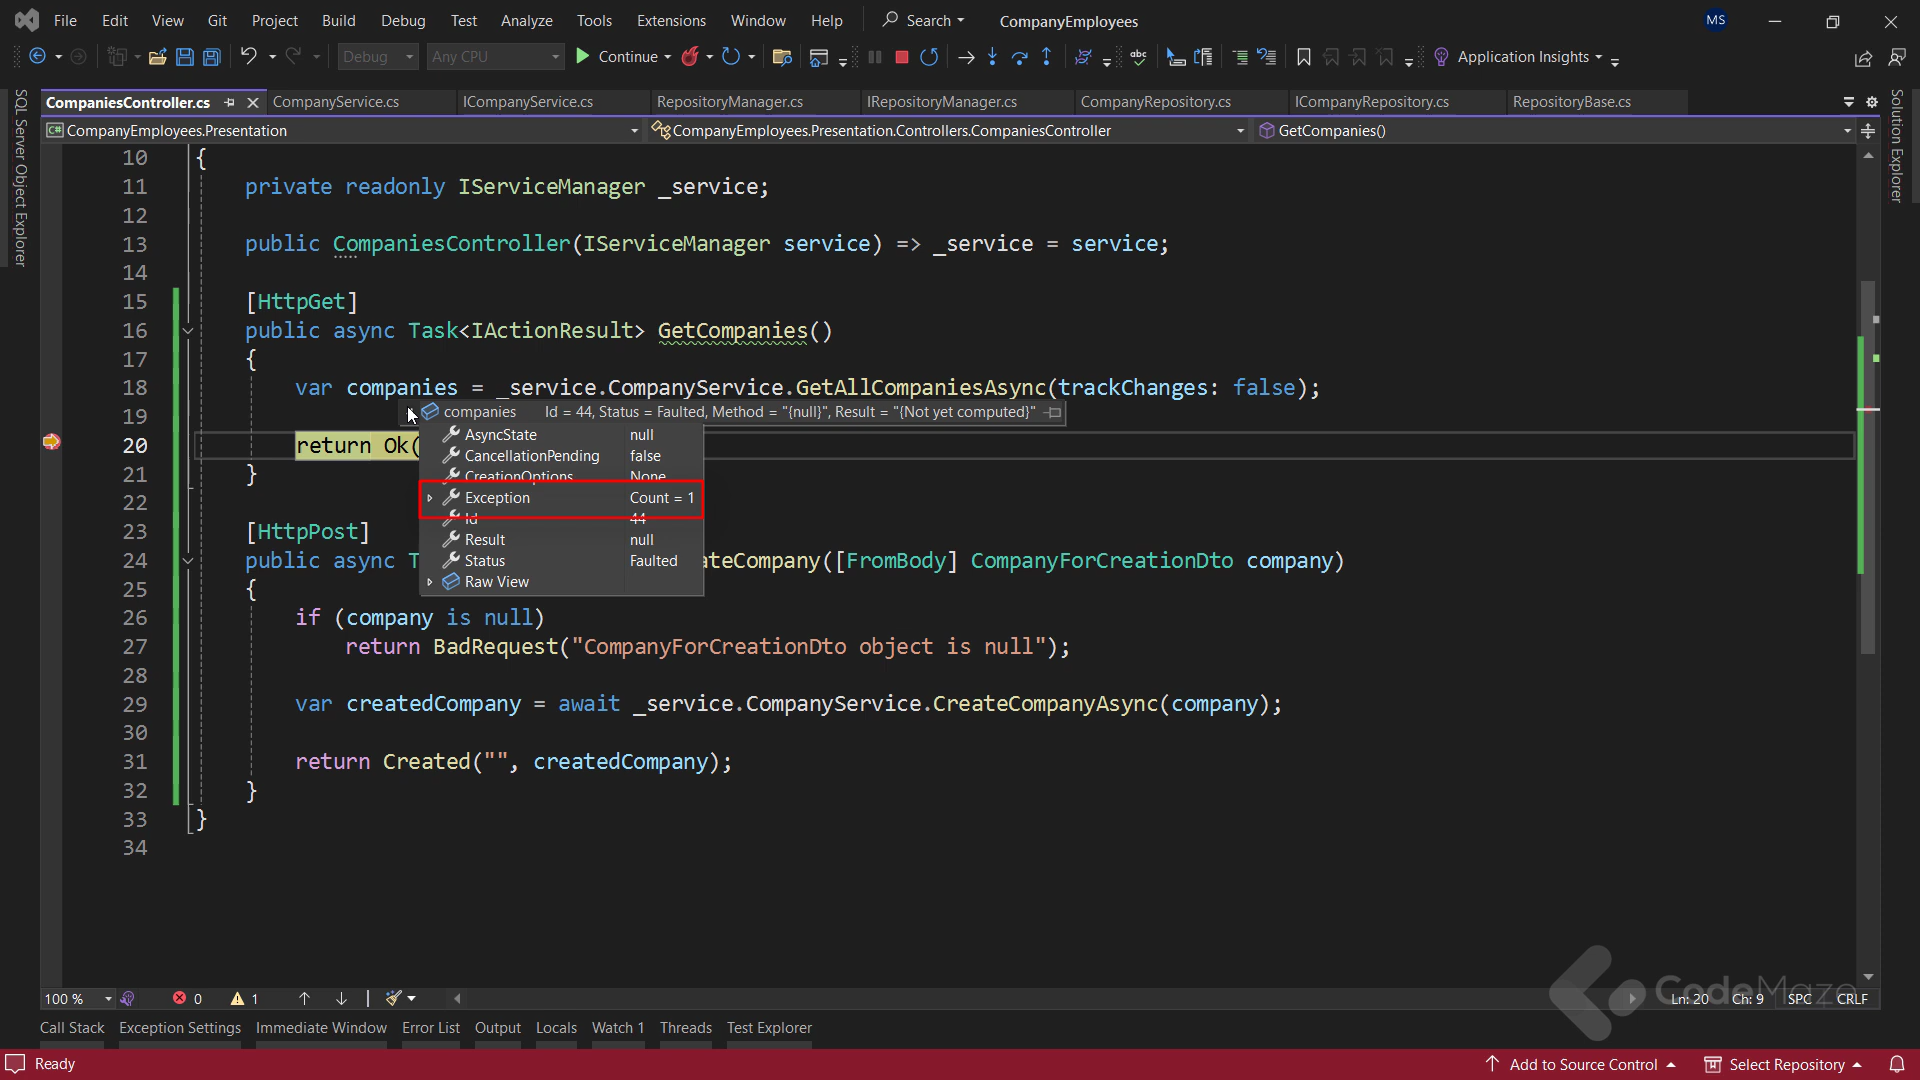 File Edit View Git Project Build Debug Test Analyze Tools Extensions Window Help Search CompanyEmployees MS
Debug Any CPU Continue abc Application Insights
SQL Server Object Explorer
CompaniesController.cs CompanyService.cs ICompanyService.cs RepositoryManager.cs IRepositoryManager.cs CompanyRepository.cs ICompanyRepository.cs RepositoryBase.cs
Solution Explorer
C# CompanyEmployees.Presentation CompanyEmployees.Presentation.Controllers.CompaniesController GetCompanies()
10 {
11 private readonly IServiceManager _service;
12
13 public CompaniesController(IServiceManager service) => _service = service;
14
15 [HttpGet]
16 public async Task<IActionResult> GetCompanies()
17 {
18 var companies = _service.CompanyService.GetAllCompaniesAsync(trackChanges: false);
19
companies Id = 44, Status = Faulted, Method = "{null}", Result = "{Not yet computed}"
AsyncState null
20 return Ok(
CancellationPending false
CreationOptions None
21 }
Exception Count = 1
22
Id 44
23 [HttpPost]
Result null
24 public async T ateCompany([FromBody] CompanyForCreationDto company)
Status Faulted
Raw View
25 {
26 if (company is null)
27 return BadRequest("CompanyForCreationDto object is null");
28
29 var createdCompany = await _service.CompanyService.CreateCompanyAsync(company);
30
31 return Created("", createdCompany);
32 }
33 }
34
CodeMaze
100 % 0 1 Ln: 20 Ch: 9 SPC CRLF
Call Stack Exception Settings Immediate Window Error List Output Locals Watch 1 Threads Test Explorer
Ready Add to Source Control Select Repository